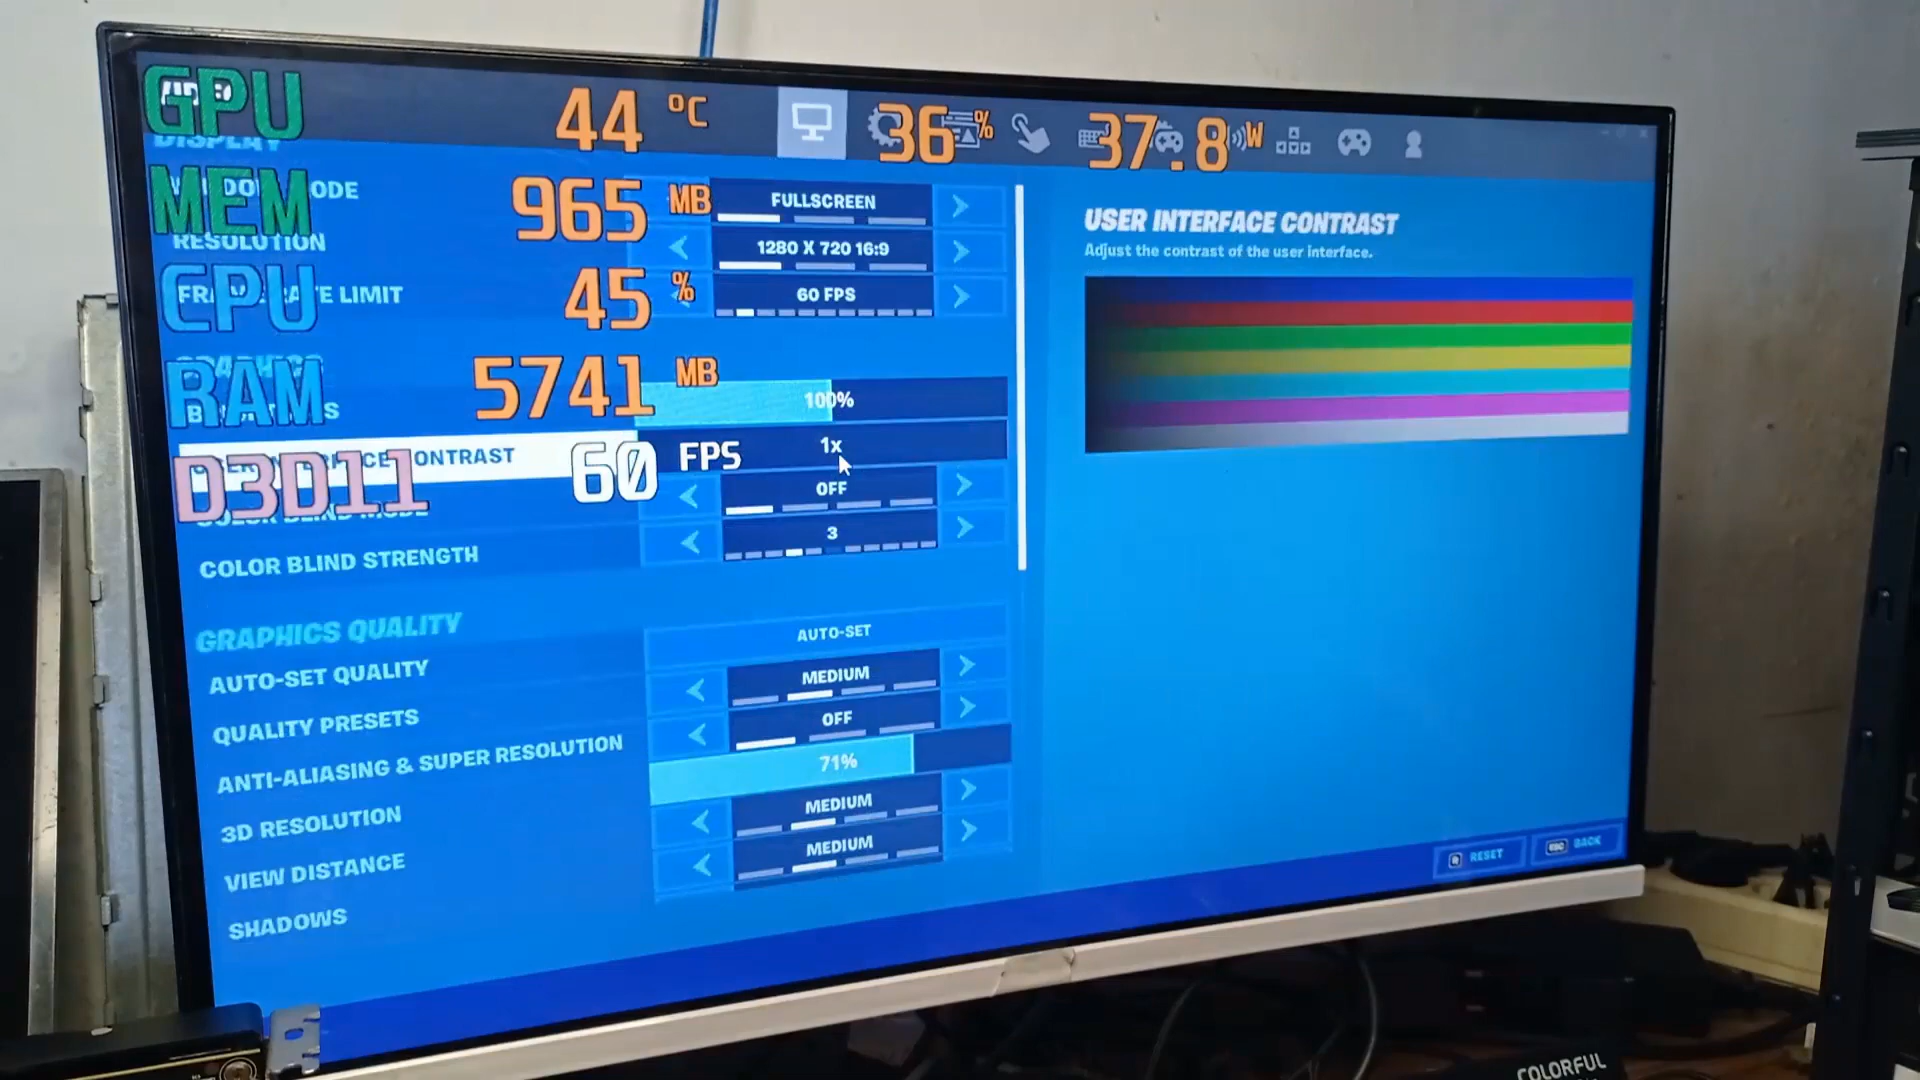 GPU 44 °C 36 % 37.8 W
DISPLAY
MEM 965 MB
FULLSCREEN
RESOLUTION 1280 X 720 16:9
CPU 45 %
LIMIT 60 FPS
RAM 5741 MB
100%
CONTRAST 1x
D3D11 60 FPS
OFF
COLOR BLIND STRENGTH 3
GRAPHICS QUALITY
AUTO-SET QUALITY AUTO-SET
QUALITY PRESETS MEDIUM
ANTI-ALIASING & SUPER RESOLUTION OFF
3D RESOLUTION 71%
VIEW DISTANCE MEDIUM
SHADOWS MEDIUM
USER INTERFACE CONTRAST
Adjust the contrast of the user interface.
R RESET ESC BACK
COLORFUL